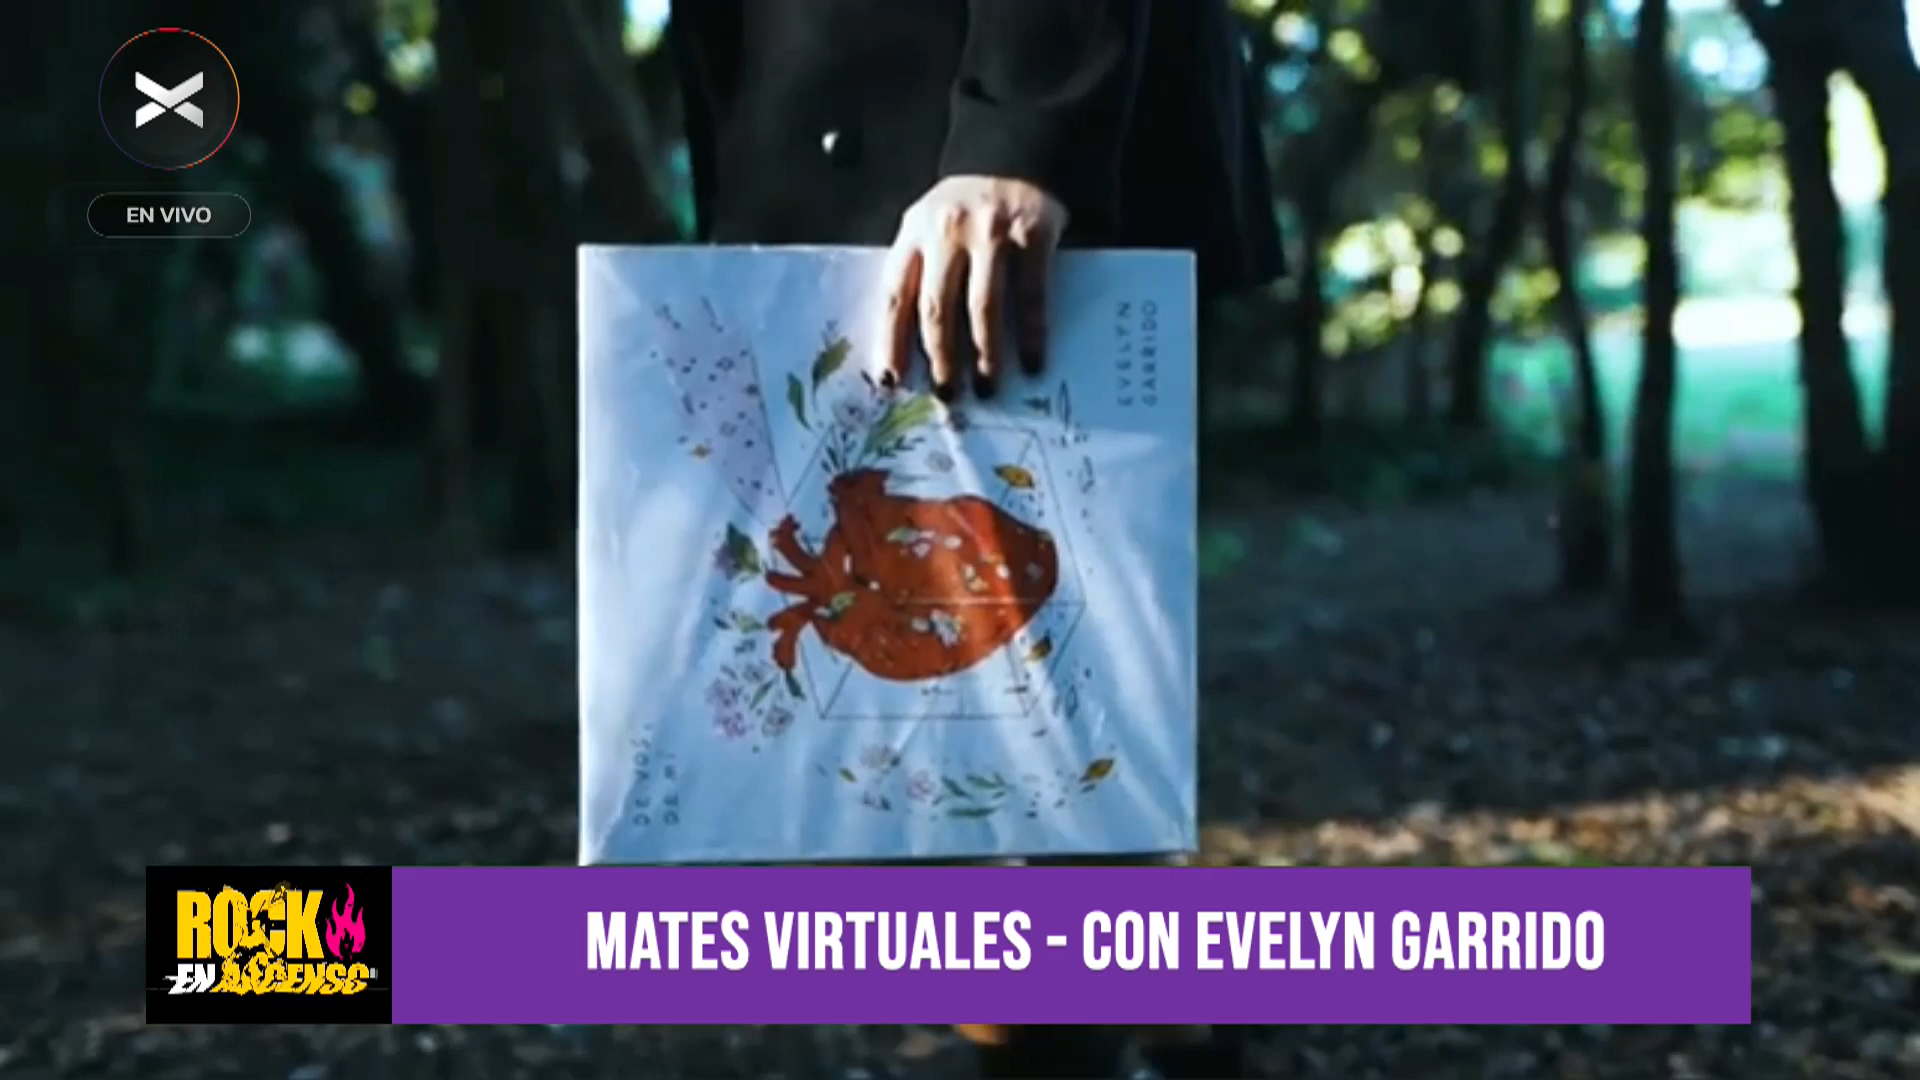 EN VIVO
EVELYN
GARRIDO
ROCK
EN ASCENSO
MATES VIRTUALES - CON EVELYN GARRIDO